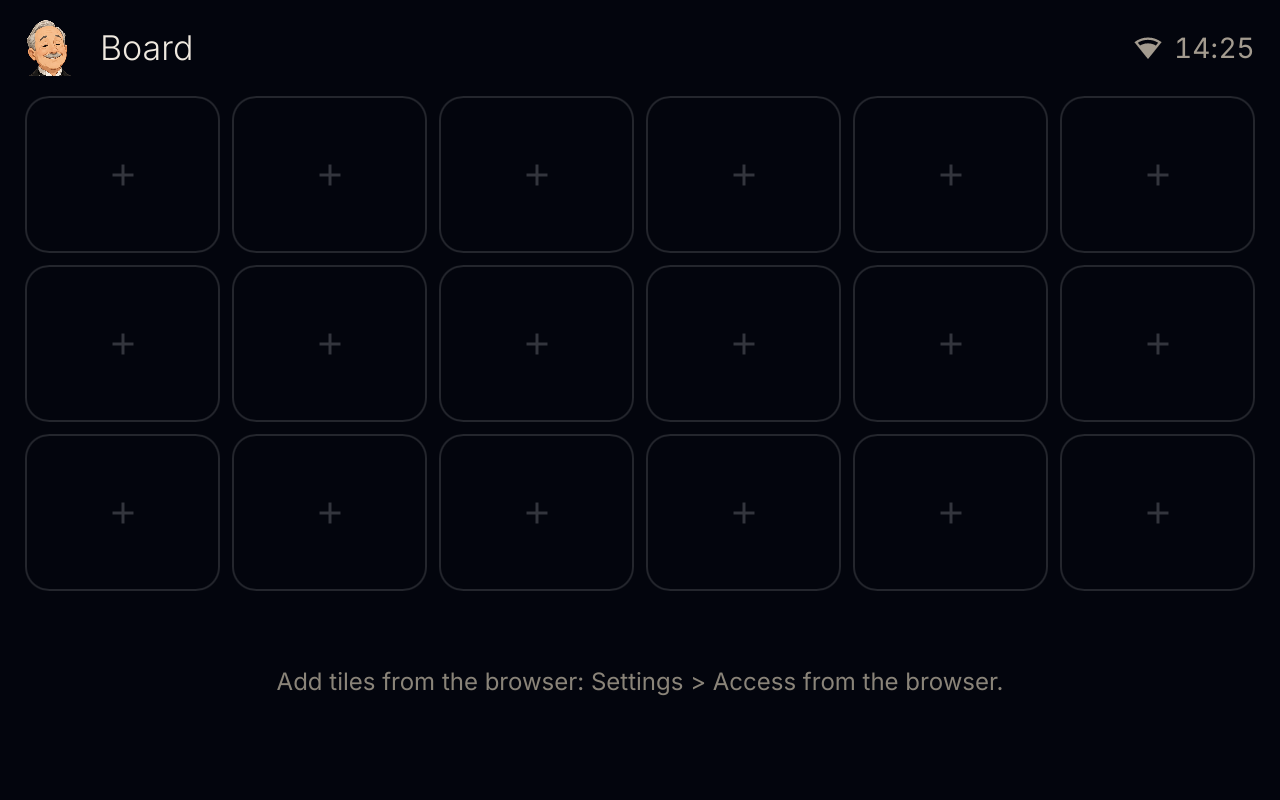 Board
14:25
+ + + + + +
+ + + + + +
+ + + + + +
Add tiles from the browser: Settings > Access from the browser.